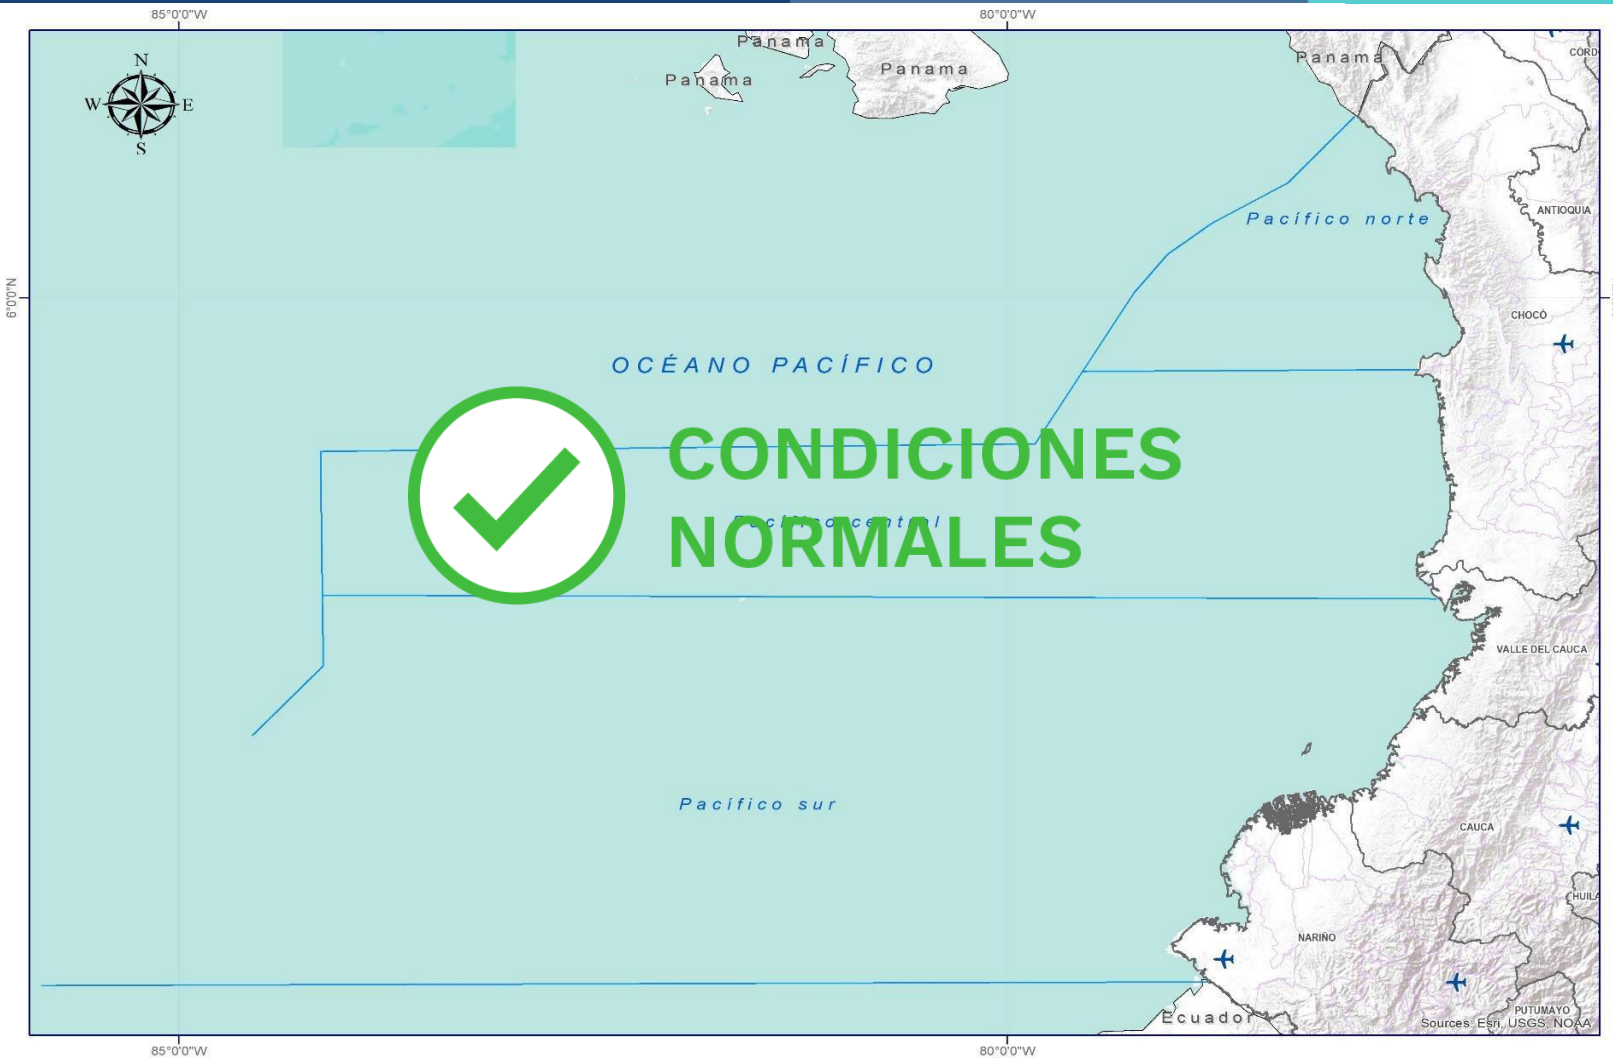 85°0'0"W
80°0'0"W
N
W
E
S
Panama
Panama
Panama
Panama
ANTIOQUIA
Pacífico norte
6°0'0"N
CHOCÓ
OCÉANO PACÍFICO
CONDICIONES
Pacífico central
NORMALES
VALLE DEL CAUCA
Pacífico sur
CAUCA
NARIÑO
PUTUMAYO
Ecuador
Sources: Esri, USGS, NOAA
85°0'0"W
80°0'0"W